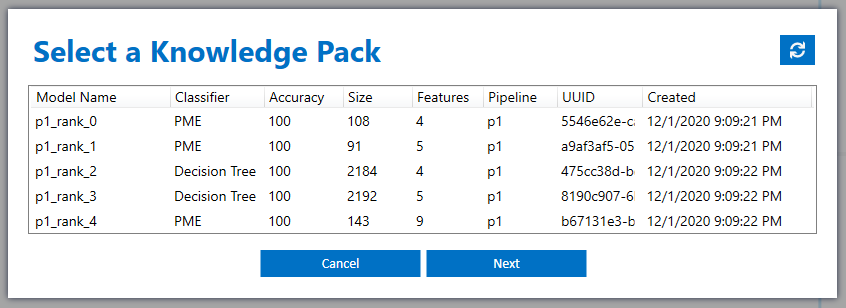 Select a Knowledge Pack
Model Name Classifier Accuracy Size Features Pipeline UUID Created
p1_rank_0 PME 100 108 4 p1 5546e62e-ca 12/1/2020 9:09:21 PM
p1_rank_1 PME 100 91 5 p1 a9af3af5-05 12/1/2020 9:09:21 PM
p1_rank_2 Decision Tree 100 2184 4 p1 475cc38d-b 12/1/2020 9:09:22 PM
p1_rank_3 Decision Tree 100 2192 5 p1 8190c907-6 12/1/2020 9:09:22 PM
p1_rank_4 PME 100 143 9 p1 b67131e3-b 12/1/2020 9:09:22 PM
Cancel Next